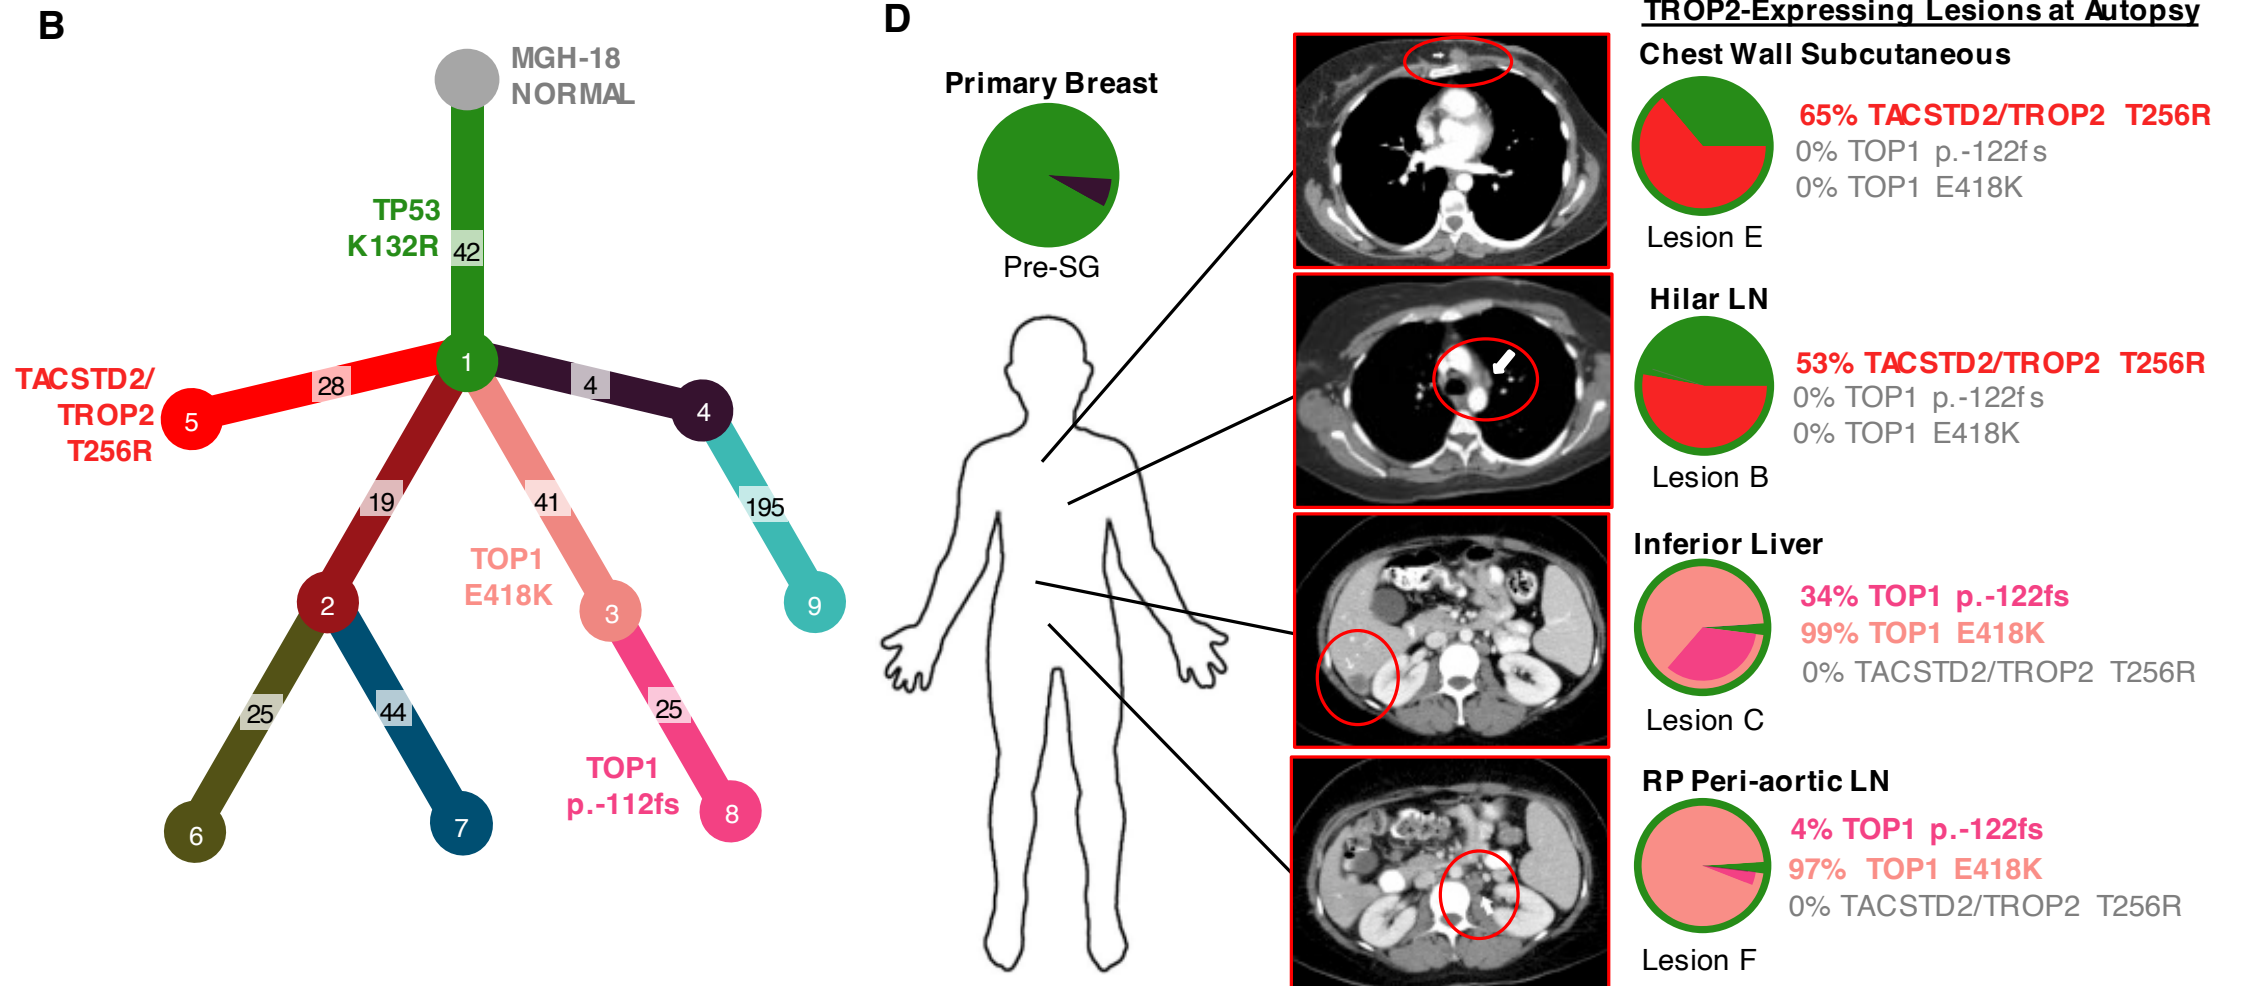 B
MGH-18
NORMAL
TP53
K132R
42
1
TACSTD2/
TROP2
T256R
28
5
4
4
19
41
195
TOP1
E418K
2
3
9
25
44
25
TOP1
p.-112fs
6
7
8
D
Primary Breast
Pre-SG
TROP2-Expressing Lesions at Autopsy
Chest Wall Subcutaneous
65% TACSTD2/TROP2 T256R
0% TOP1 p.-122fs
0% TOP1 E418K
Lesion E
Hilar LN
53% TACSTD2/TROP2 T256R
0% TOP1 p.-122fs
0% TOP1 E418K
Lesion B
Inferior Liver
34% TOP1 p.-122fs
99% TOP1 E418K
0% TACSTD2/TROP2 T256R
Lesion C
RP Peri-aortic LN
4% TOP1 p.-122fs
97% TOP1 E418K
0% TACSTD2/TROP2 T256R
Lesion F